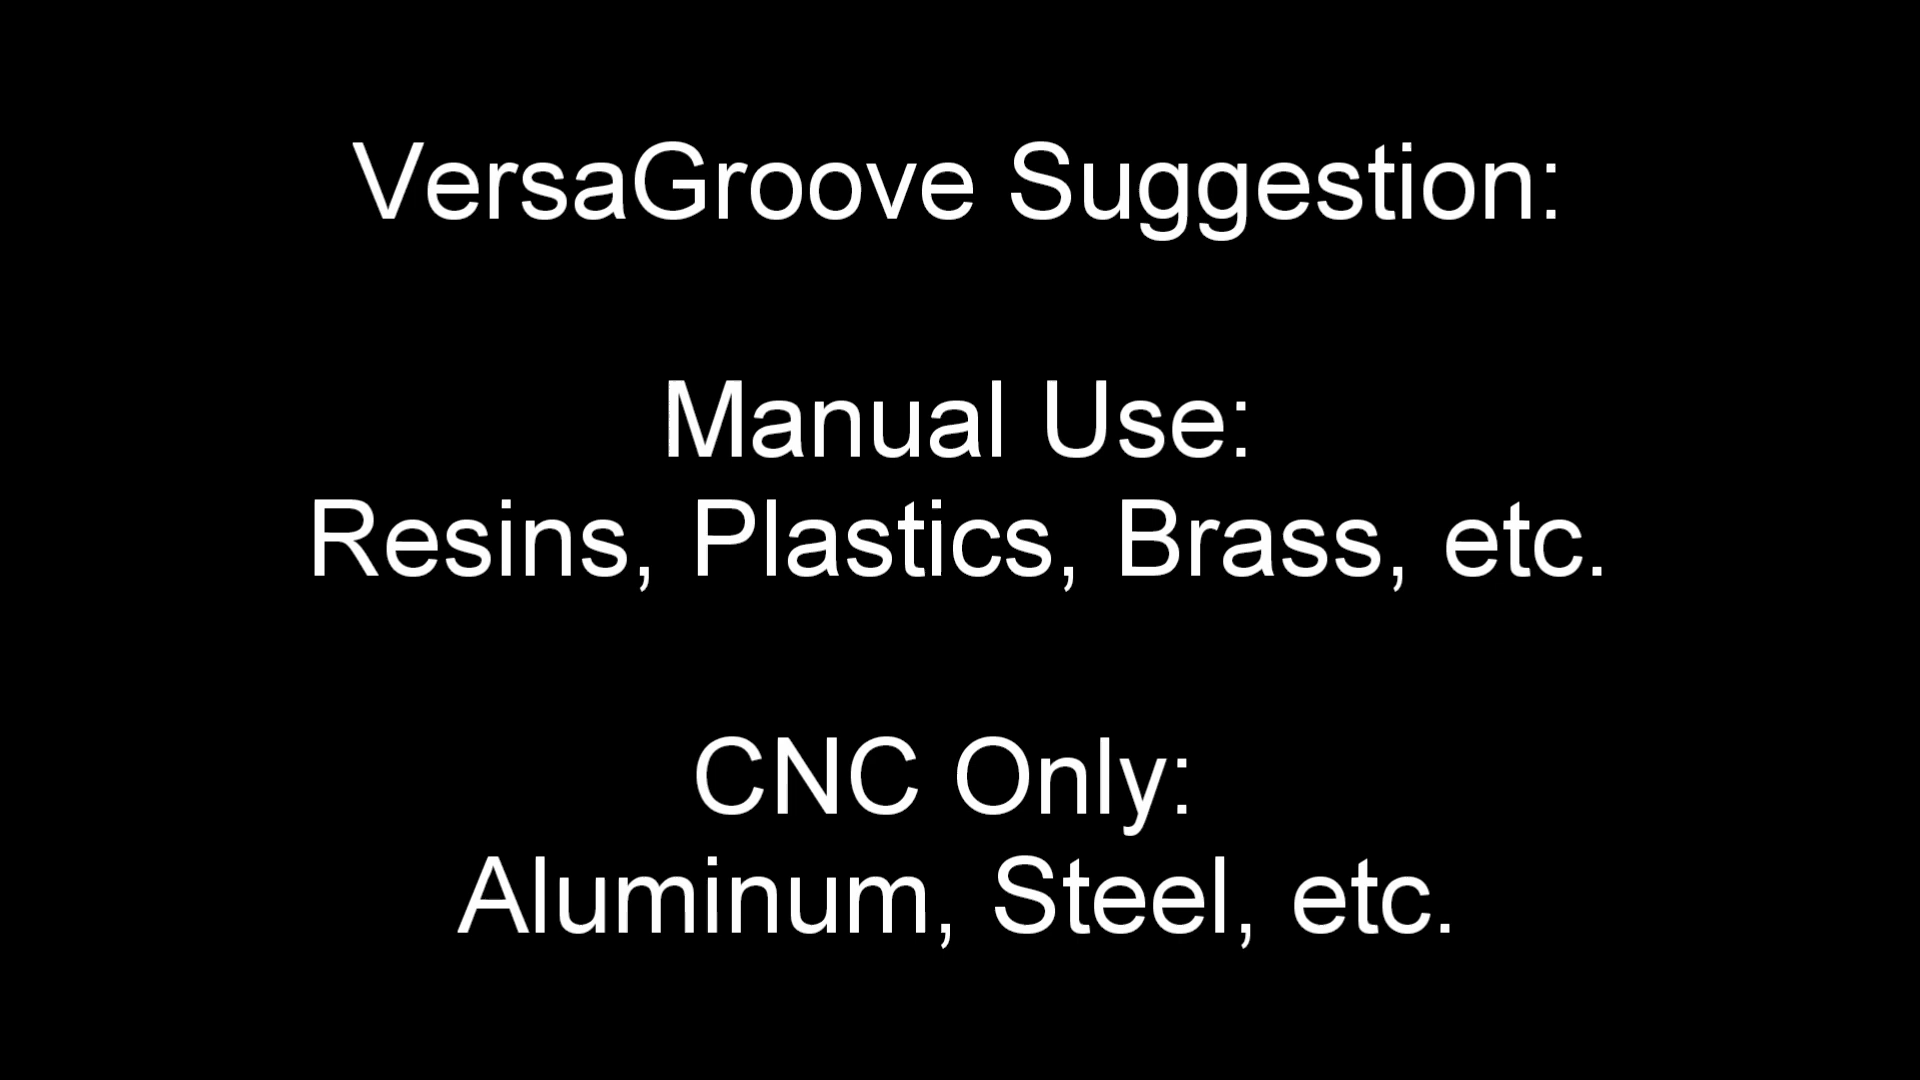 VersaGroove Suggestion:
Manual Use:
Resins, Plastics, Brass, etc.
CNC Only:
Aluminum, Steel, etc.